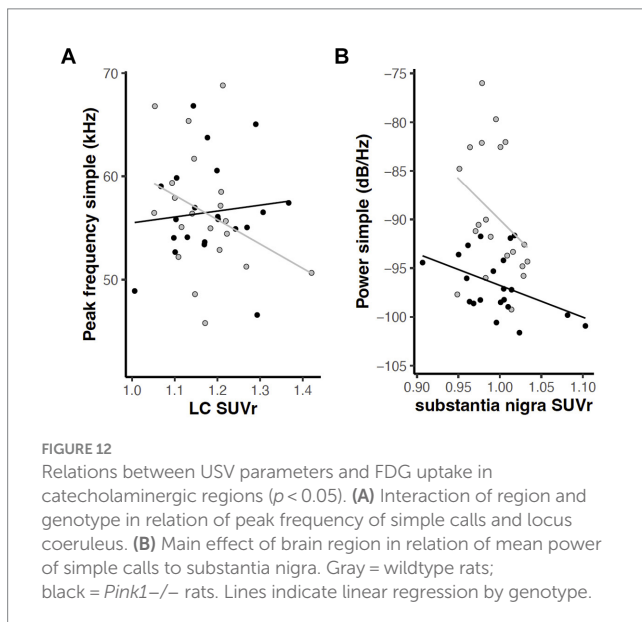 A
B
70
60
50
Peak frequency simple (kHz)
1.0 1.1 1.2 1.3 1.4
LC SUVr
−75
−80
−85
−90
−95
−100
−105
Power simple (dB/Hz)
0.90 0.95 1.00 1.05 1.10
substantia nigra SUVr
FIGURE 12
Relations between USV parameters and FDG uptake in
catecholaminergic regions (p < 0.05). (A) Interaction of region and
genotype in relation of peak frequency of simple calls and locus
coeruleus. (B) Main effect of brain region in relation of mean power
of simple calls to substantia nigra. Gray = wildtype rats;
black = Pink1−/− rats. Lines indicate linear regression by genotype.